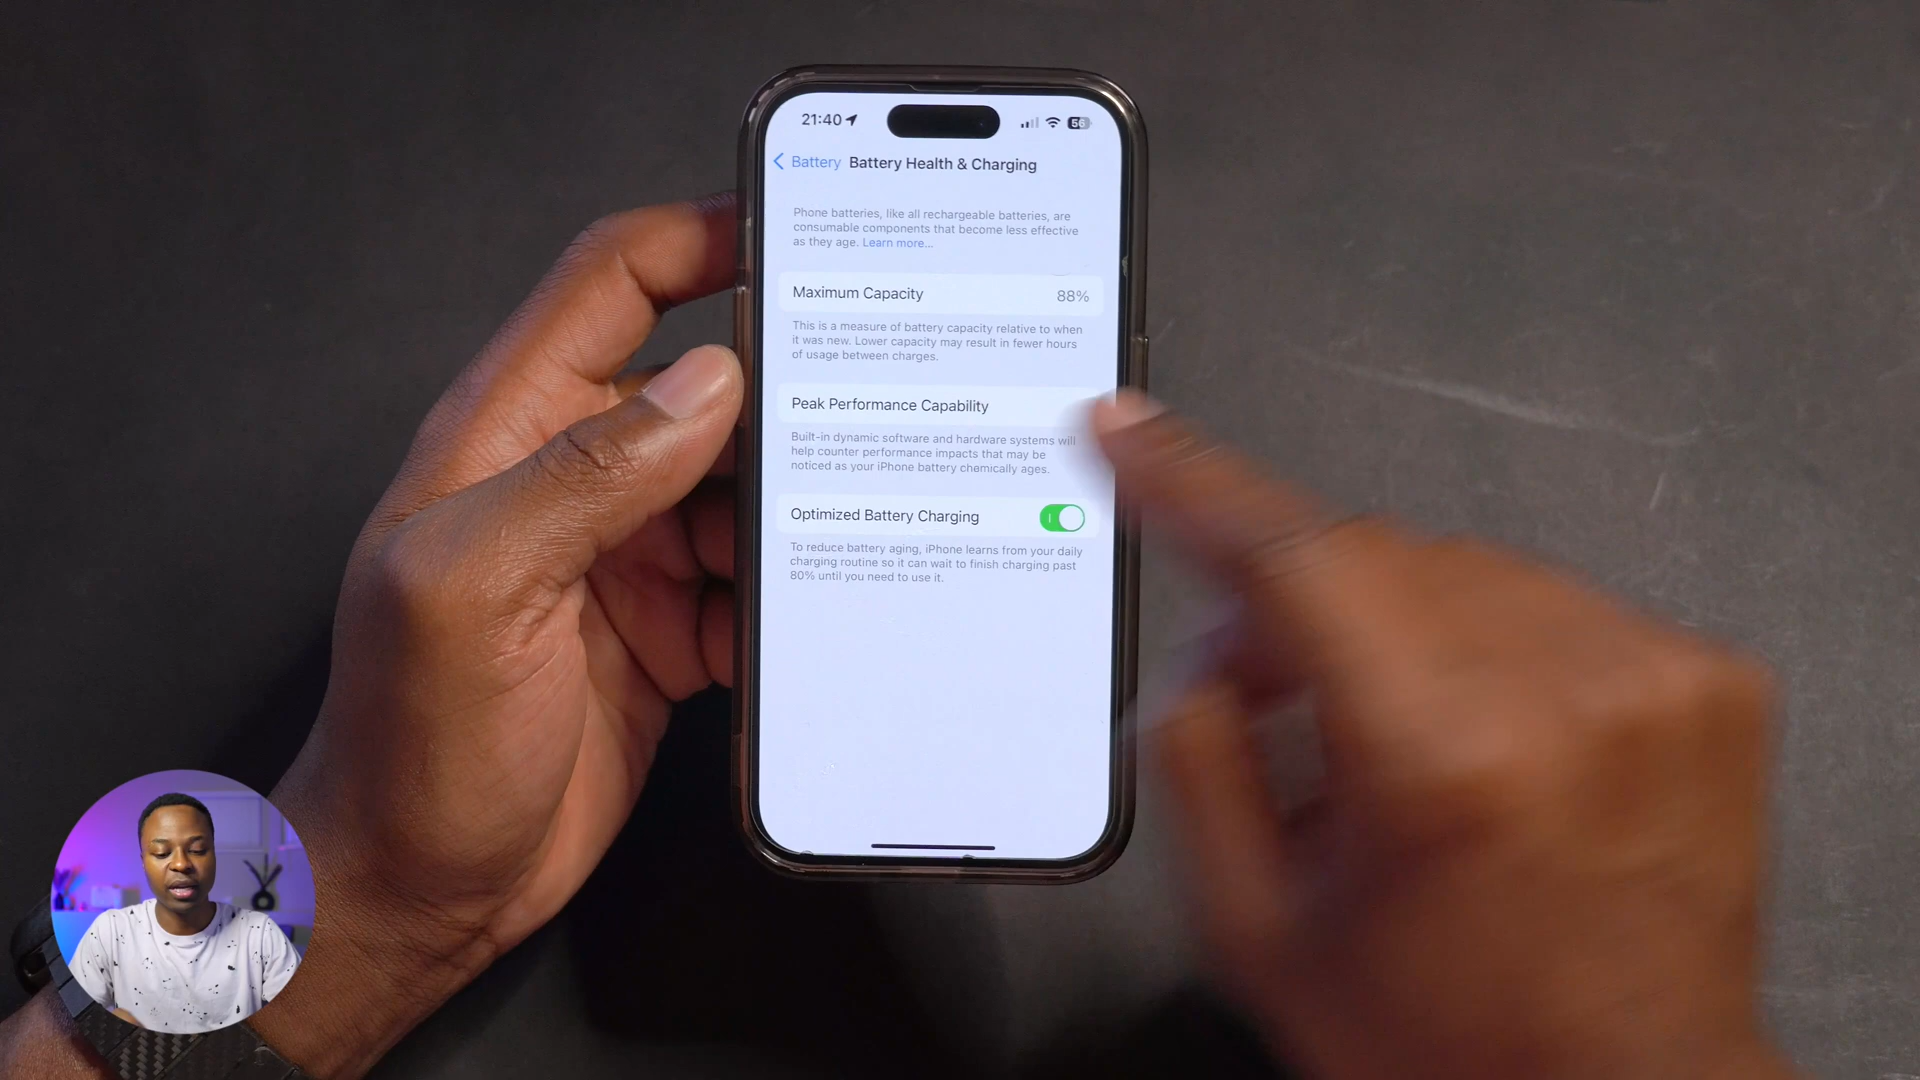 21:40
56
Battery Battery Health & Charging
Phone batteries, like all rechargeable batteries, are
consumable components that become less effective
as they age. Learn more...
Maximum Capacity 88%
This is a measure of battery capacity relative to when
it was new. Lower capacity may result in fewer hours
of usage between charges.
Peak Performance Capability
Built-in dynamic software and hardware systems will
help counter performance impacts that may be
noticed as your iPhone battery chemically ages.
Optimized Battery Charging
To reduce battery aging, iPhone learns from your daily
charging routine so it can wait to finish charging past
80% until you need to use it.